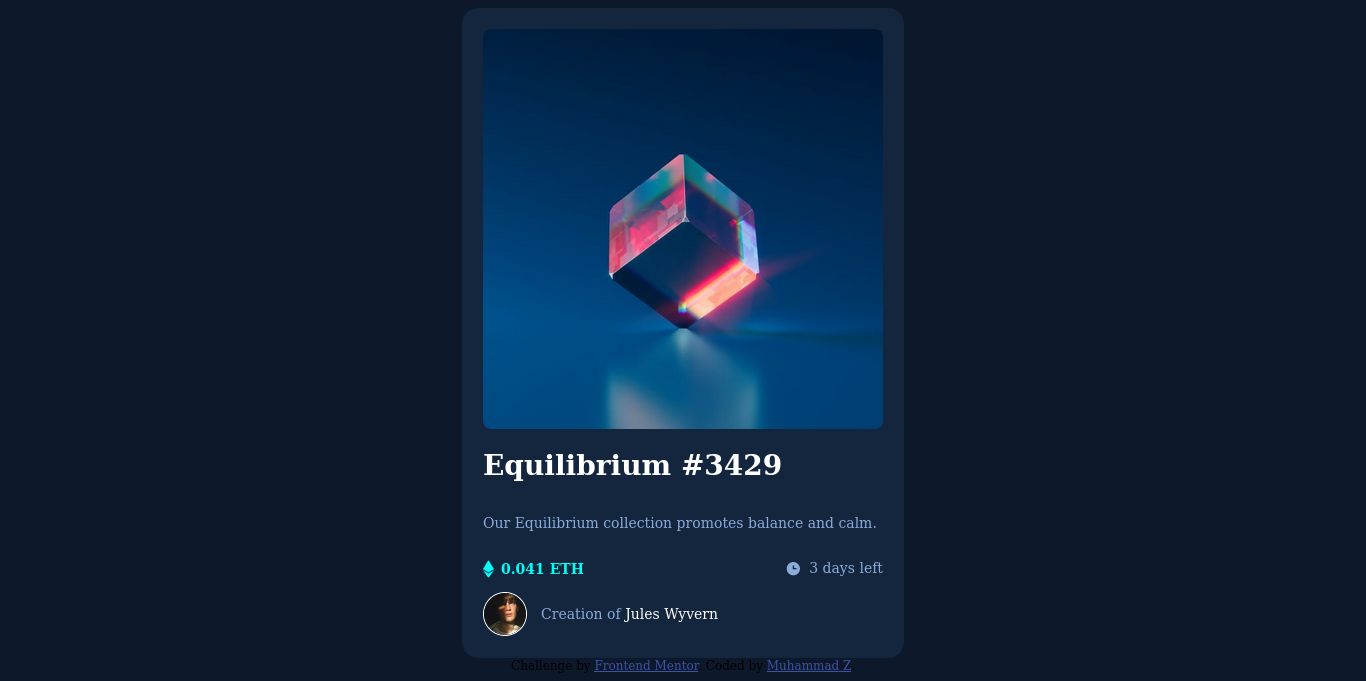 Equilibrium #3429
Our Equilibrium collection promotes balance and calm.
0.041 ETH
3 days left
Creation of Jules Wyvern
Challenge by Frontend Mentor. Coded by Muhammad Z.